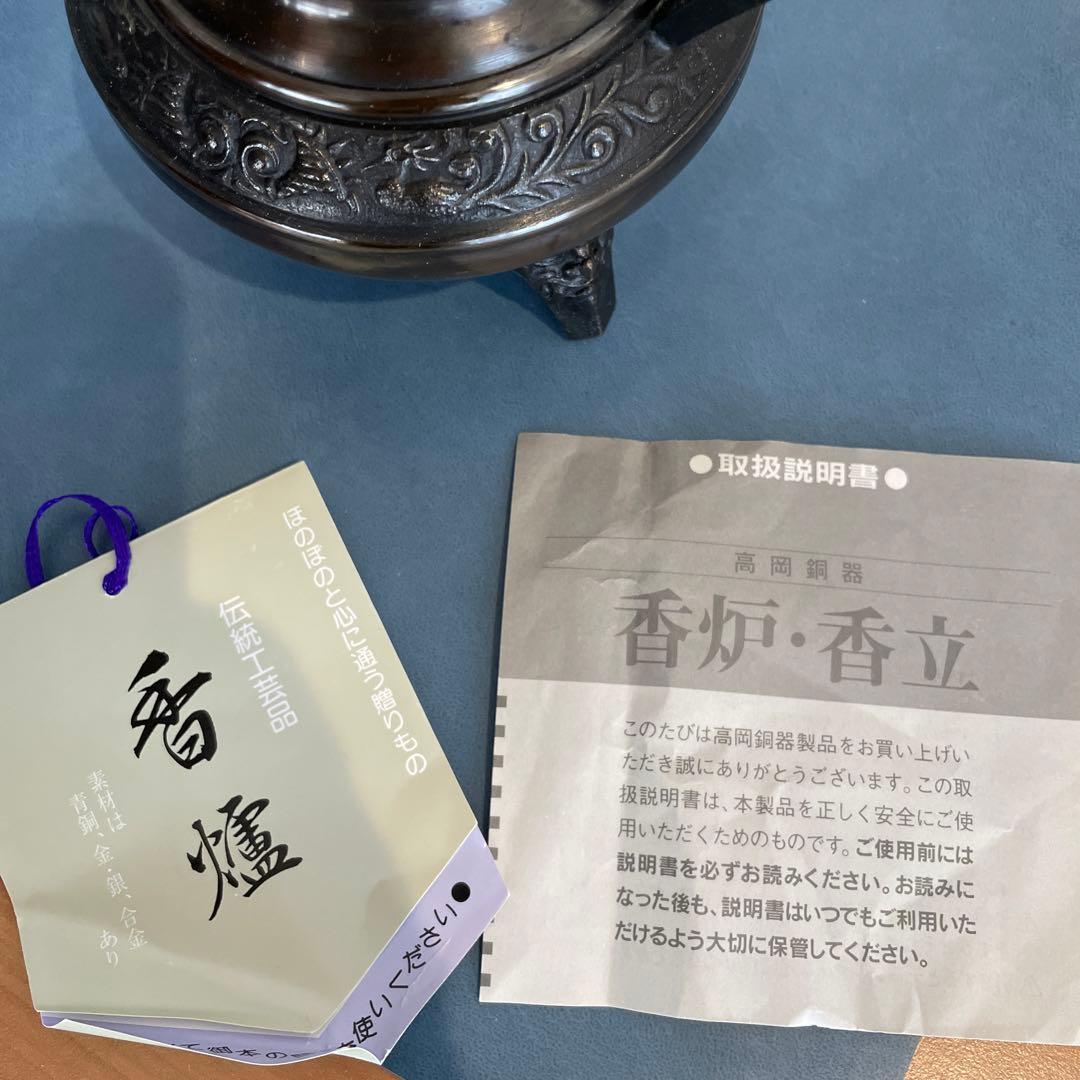 ほのぼのと心に通う贈りもの
伝統工芸品
香爐
素材は
青銅、金・銀、合金
あり
●取扱説明書●
高岡銅器
香炉・香立
このたびは高岡銅器製品をお買い上げい
ただき誠にありがとうございます。この取
扱説明書は、本製品を正しく安全にご使
用いただくためのものです。ご使用前には
説明書を必ずお読みください。お読みに
なった後も、説明書はいつでもご利用いた
だけるよう大切に保管してください。